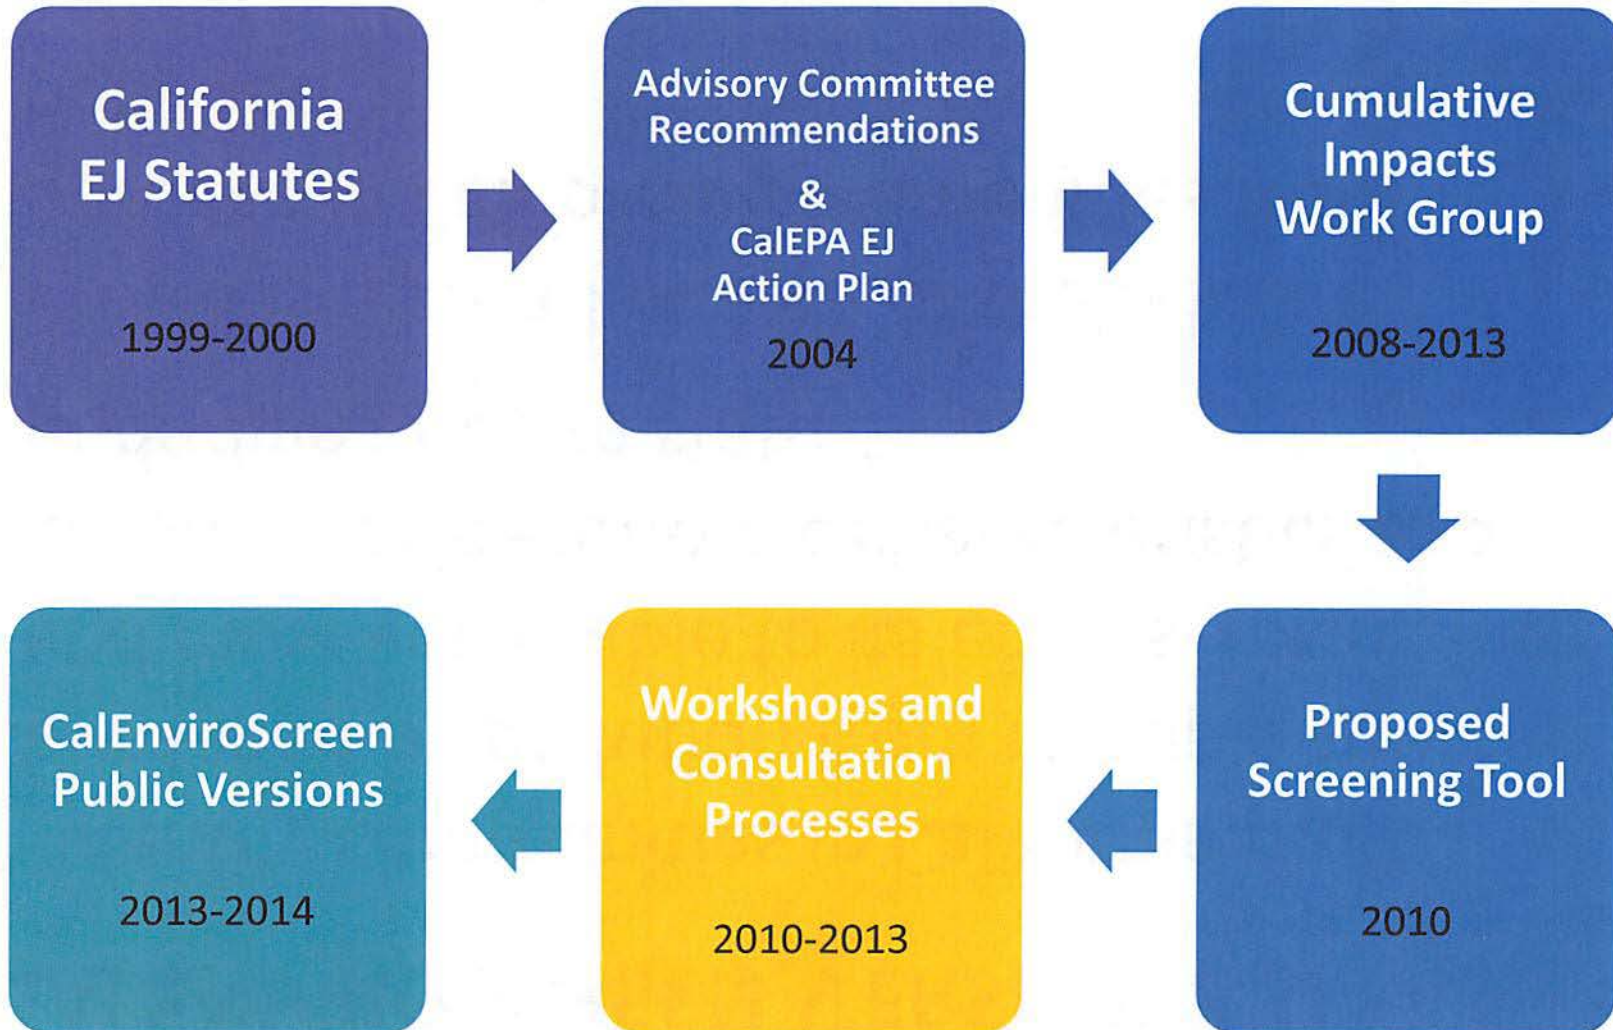 California
EJ Statutes
1999-2000
Advisory Committee
Recommendations
&
CalEPA EJ
Action Plan
2004
Cumulative
Impacts
Work Group
2008-2013
Proposed
Screening Tool
2010
Workshops and
Consultation
Processes
2010-2013
CalEnviroScreen
Public Versions
2013-2014